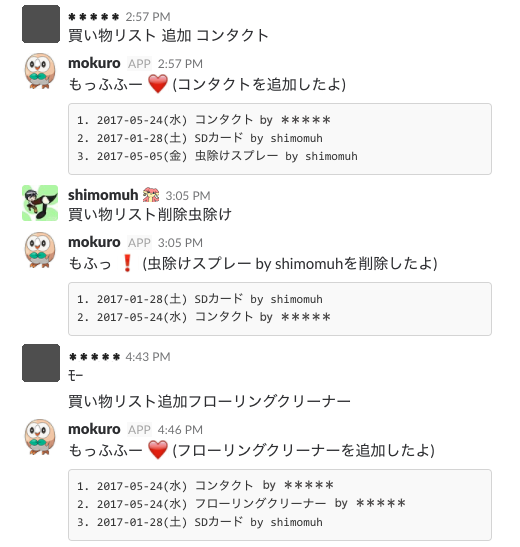 ***** 2:57 PM
買い物リスト 追加 コンタクト
mokuro APP 2:57 PM
もっふふー ❤️ (コンタクトを追加したよ)
1. 2017-05-24(水) コンタクト by *****
2. 2017-01-28(土) SDカード by shimomuh
3. 2017-05-05(金) 虫除けスプレー by shimomuh
shimomuh 3:05 PM
買い物リスト削除虫除け
mokuro APP 3:05 PM
もふっ ❗ (虫除けスプレー by shimomuhを削除したよ)
1. 2017-01-28(土) SDカード by shimomuh
2. 2017-05-24(水) コンタクト by *****
***** 4:43 PM
ﾓｰ
買い物リスト追加フローリングクリーナー
mokuro APP 4:46 PM
もっふふー ❤️ (フローリングクリーナーを追加したよ)
1. 2017-05-24(水) コンタクト by *****
2. 2017-05-24(水) フローリングクリーナー by *****
3. 2017-01-28(土) SDカード by shimomuh